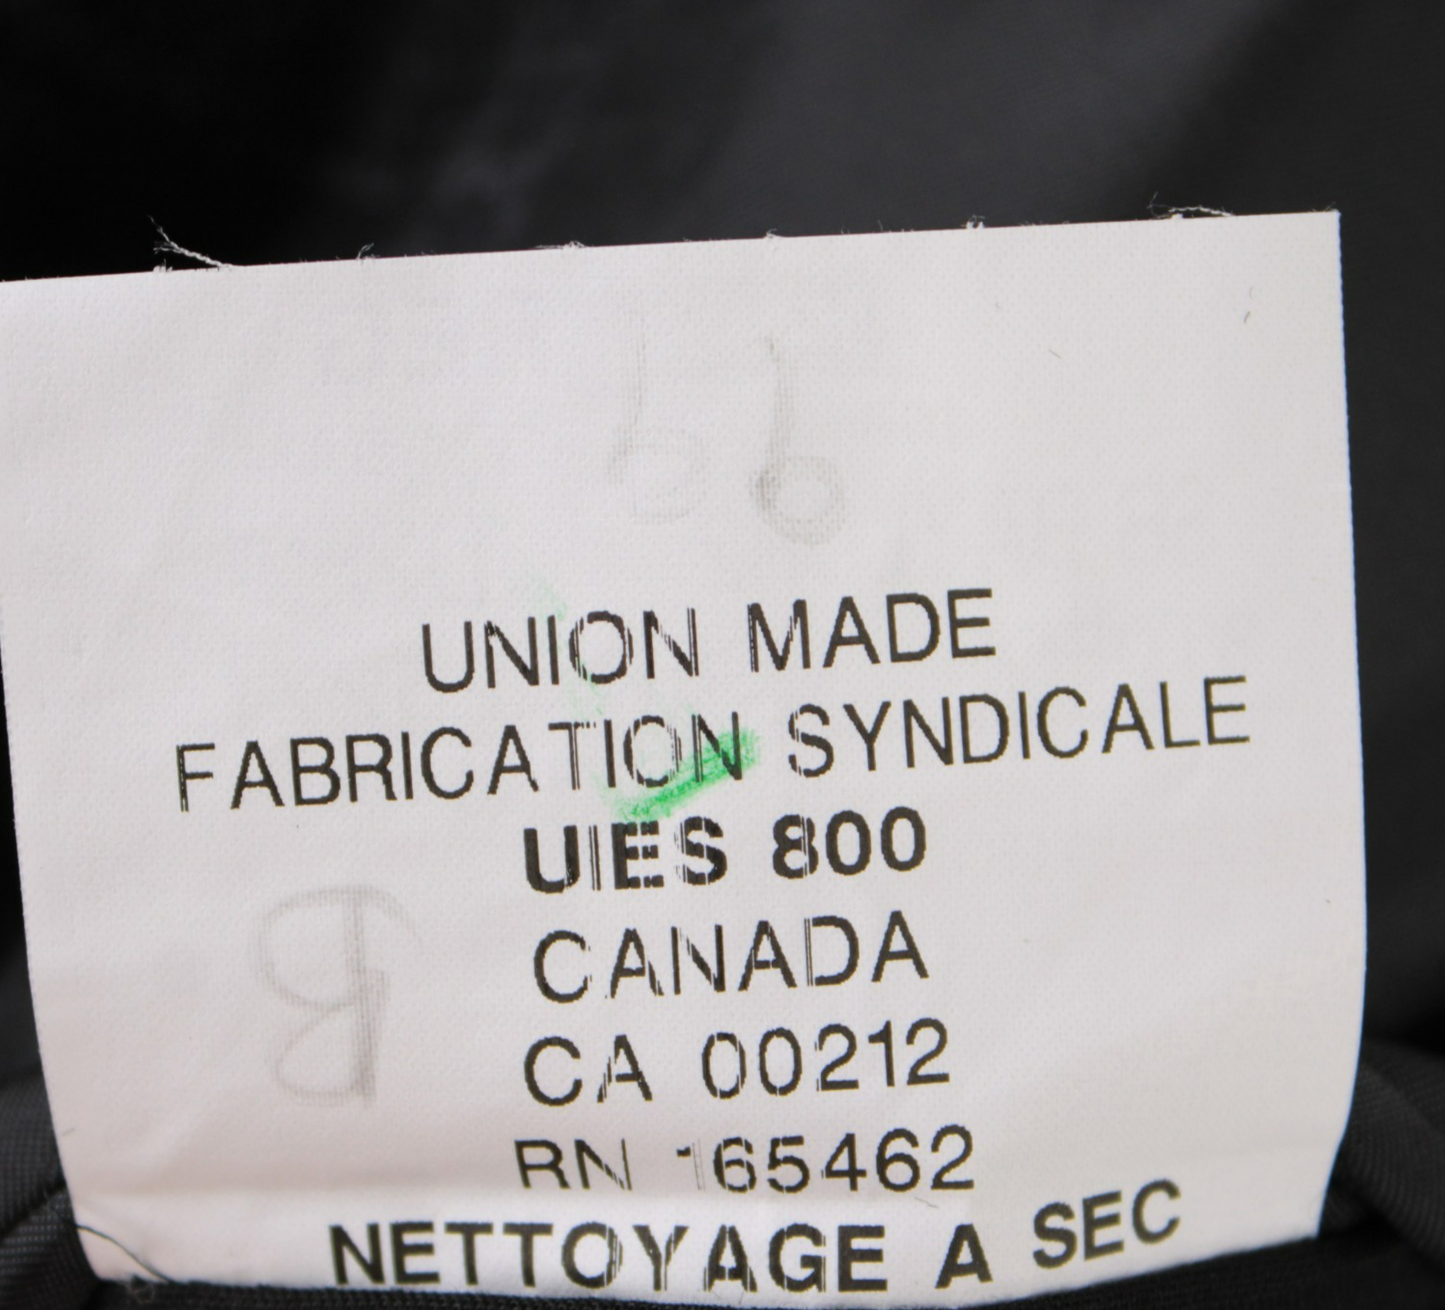 UNION MADE
FABRICATION SYNDICALE
UIES 800
CANADA
CA 00212
RN 165462
NETTOYAGE A SEC